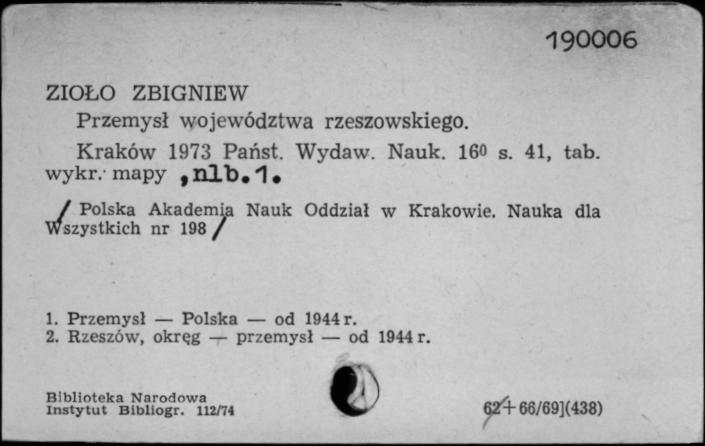 190006
ZIOŁO ZBIGNIEW
Przemysł województwa rzeszowskiego.
Kraków 1973 Państ. Wydaw. Nauk. 16⁰ s. 41, tab.
wykr. mapy , nlb. 1.
/ Polska Akademia Nauk Oddział w Krakowie. Nauka dla
Wszystkich nr 198 /
1. Przemysł — Polska — od 1944 r.
2. Rzeszów, okręg — przemysł — od 1944 r.
Biblioteka Narodowa
Instytut Bibliogr. 112/74
62+66/69](438)